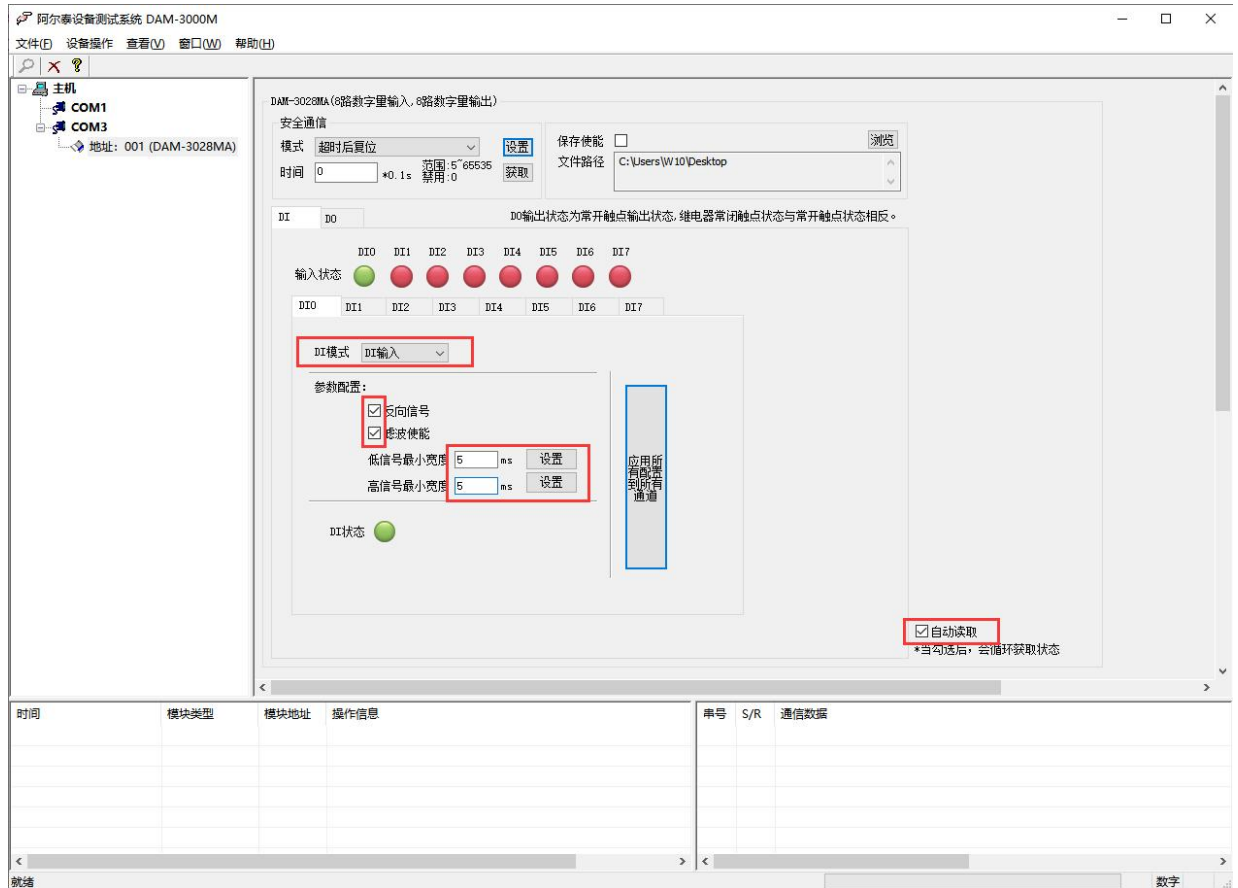 阿尔泰设备测试系统 DAM-3000M
文件(F) 设备操作 查看(V) 窗口(W) 帮助(H)
主机
COM1
COM3
地址：001 (DAM-3028MA)
DAM-3028MA(8路数字量输入,8路数字量输出)
安全通信
模式 超时后复位 设置
时间 0 *0.1s 范围:5~65535 禁用:0 获取
保存使能 浏览
文件路径 C:\Users\W10\Desktop
DI DO DO输出状态为常开触点输出状态,继电器常闭触点状态与常开触点状态相反。
DI0 DI1 DI2 DI3 DI4 DI5 DI6 DI7
输入状态
DI0 DI1 DI2 DI3 DI4 DI5 DI6 DI7
DI模式 DI输入
参数配置：
反向信号
滤波使能
低信号最小宽度 5 ms 设置
高信号最小宽度 5 ms 设置
应用所
有配置
到所有
通道
DI状态
自动读取
*当勾选后，会循环获取状态
时间 模块类型 模块地址 操作信息 串号 S/R 通信数据
就绪 数字